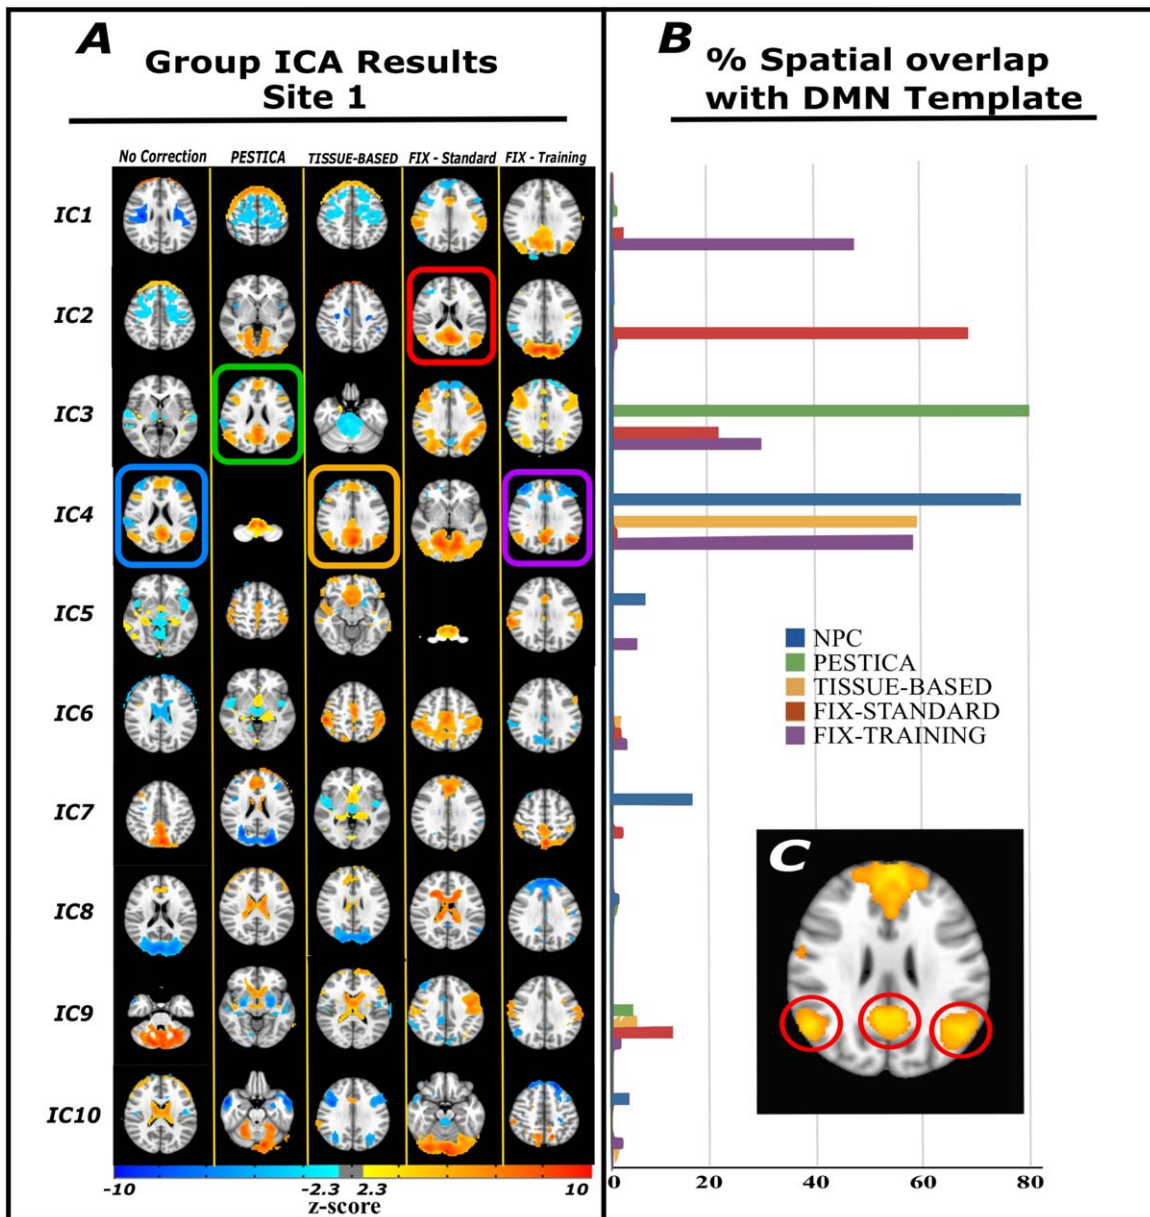 A
Group ICA Results
Site 1
No Correction PESTICA TISSUE-BASED FIX - Standard FIX - Training
IC1
IC2
IC3
IC4
IC5
IC6
IC7
IC8
IC9
IC10
-10 -2.3 2.3 10
z-score
B
% Spatial overlap
with DMN Template
NPC
PESTICA
TISSUE-BASED
FIX-STANDARD
FIX-TRAINING
C
0 20 40 60 80